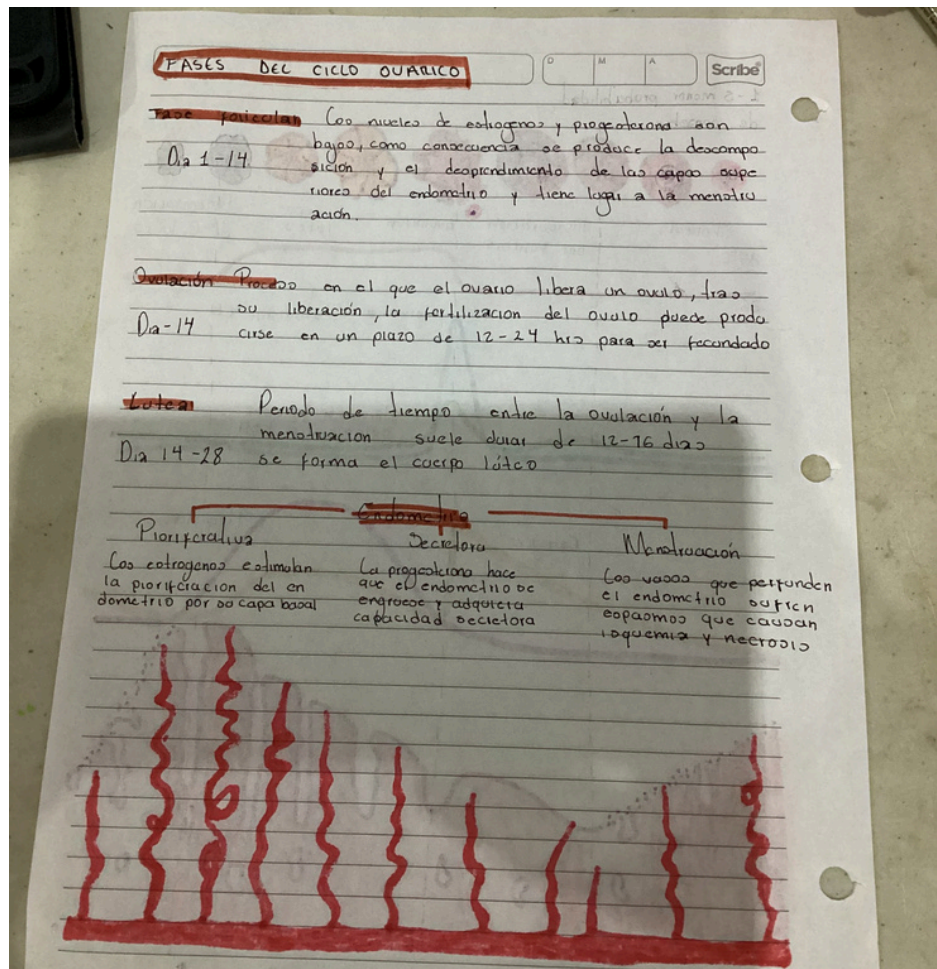 FASES DEL CICLO OVARICO
D M A
Scribe
Fase folicular Los niveles de estrogenos y progesterona son
bajos, como consecuencia se produce la descompo
Dia 1-14 sición y el desprendimiento de las capas supe
riores del endometrio y tiene lugar a la menstru
ación.
Ovulación Proceso en el que el ovario libera un ovulo, tras
su liberación, la fertilizacion del ovulo puede produ
Dia-14 cirse en un plazo de 12-24 hrs para ser fecundado
Lutea Periodo de tiempo entre la ovulación y la
menstruacion suele durar de 12-16 dias
Dia 14-28 se forma el cuerpo lúteo
Endometrio
Proliferativa Secretora Menstruación
Los estrogenos estimulan
la proliferacion del en
dometrio por su capa basal
La progesterona hace
que el endometrio se
engruese y adquiera
capacidad secretora
Los vasos que perfunden
el endometrio sufren
espasmos que causan
isquemia y necrosis